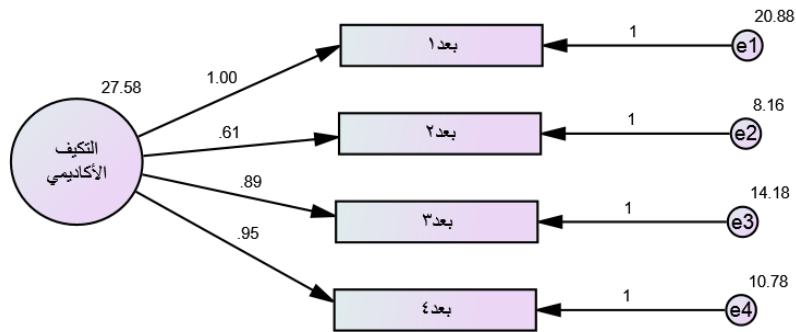 20.88
بعد١
1
e1
27.58
1.00
8.16
.61
بعد٢
1
e2
التكيف
الأكاديمي
.89
14.18
بعد٣
1
e3
.95
10.78
بعد٤
1
e4